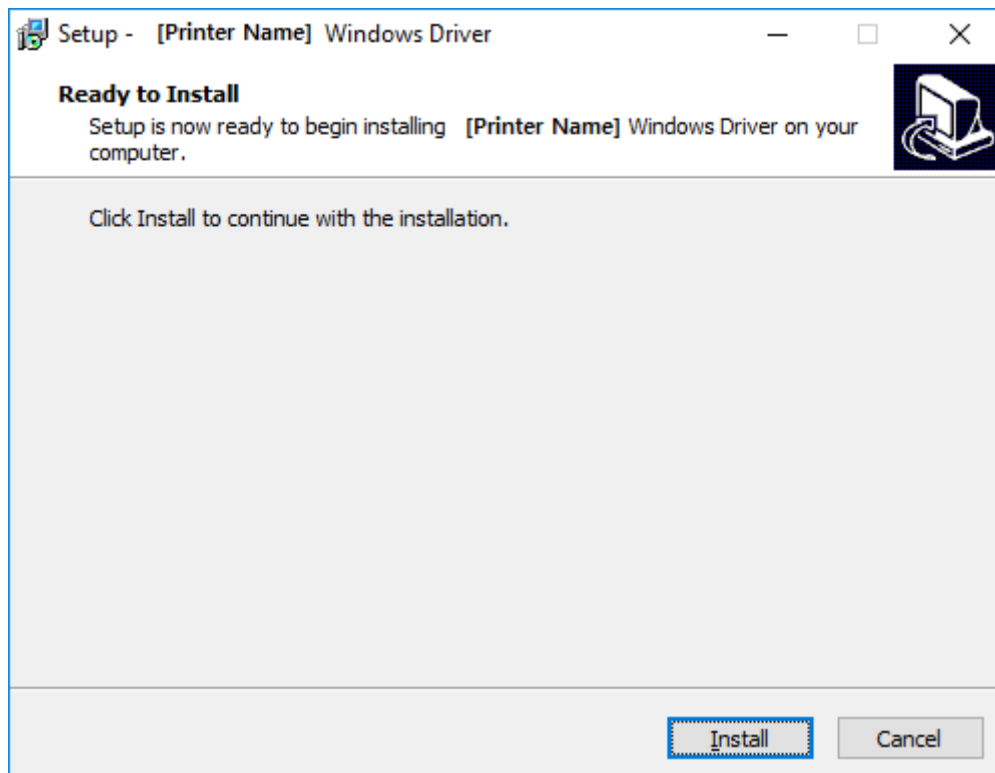 Setup - [Printer Name] Windows Driver
Ready to Install
Setup is now ready to begin installing [Printer Name] Windows Driver on your
computer.
Click Install to continue with the installation.
Install
Cancel